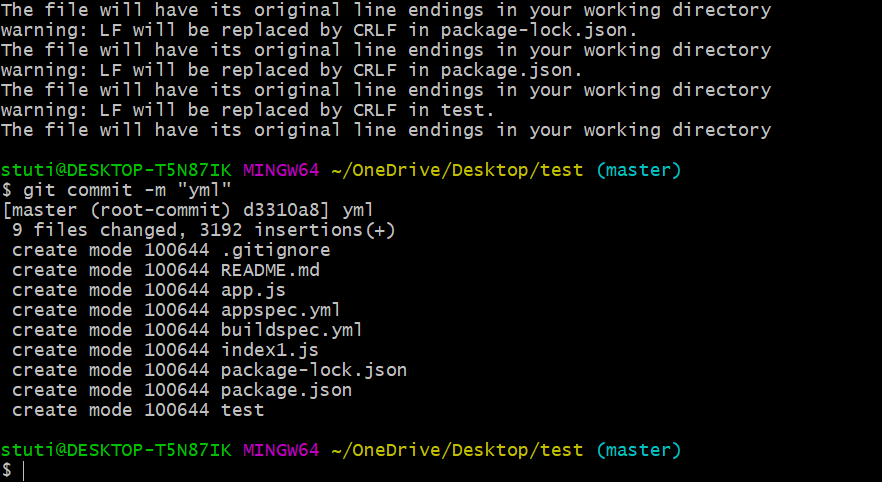 The file will have its original line endings in your working directory
warning: LF will be replaced by CRLF in package-lock.json.
The file will have its original line endings in your working directory
warning: LF will be replaced by CRLF in package.json.
The file will have its original line endings in your working directory
warning: LF will be replaced by CRLF in test.
The file will have its original line endings in your working directory
stuti@DESKTOP-T5N87IK MINGW64 ~/OneDrive/Desktop/test (master)
$ git commit -m "yml"
[master (root-commit) d3310a8] yml
 9 files changed, 3192 insertions(+)
 create mode 100644 .gitignore
 create mode 100644 README.md
 create mode 100644 app.js
 create mode 100644 appspec.yml
 create mode 100644 buildspec.yml
 create mode 100644 index1.js
 create mode 100644 package-lock.json
 create mode 100644 package.json
 create mode 100644 test
stuti@DESKTOP-T5N87IK MINGW64 ~/OneDrive/Desktop/test (master)
$